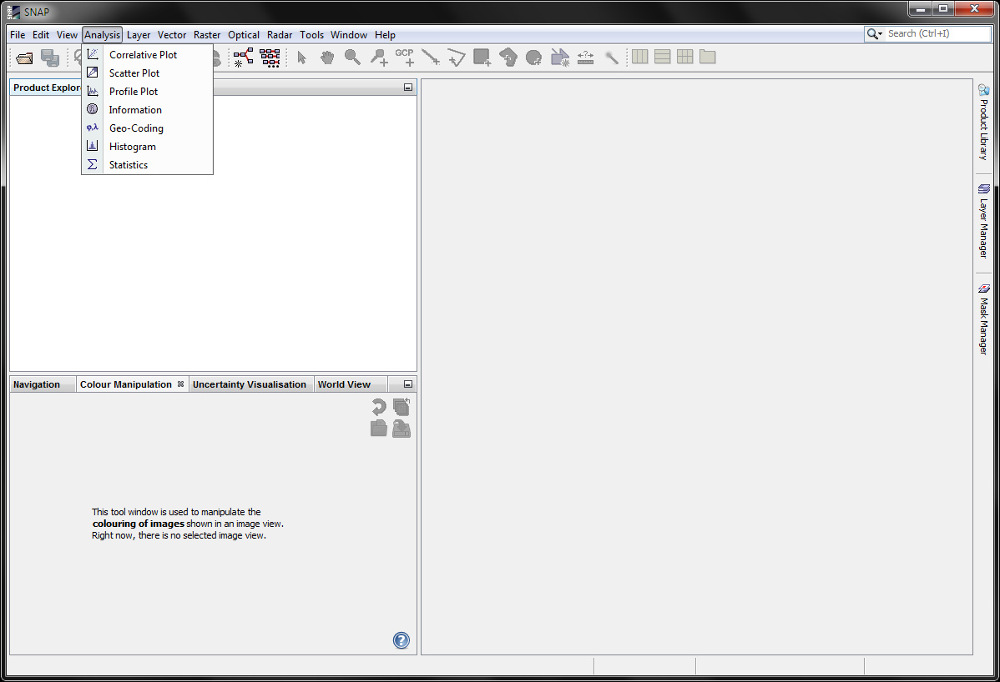 SNAP
File Edit View Analysis Layer Vector Raster Optical Radar Tools Window Help
Search (Ctrl+I)
GCP
Correlative Plot
Scatter Plot
Profile Plot
Information
φ,λ Geo-Coding
Histogram
Σ Statistics
Product Explor
Product Library
Layer Manager
Mask Manager
Navigation Colour Manipulation Uncertainty Visualisation World View
This tool window is used to manipulate the
colouring of images shown in an image view.
Right now, there is no selected image view.
?